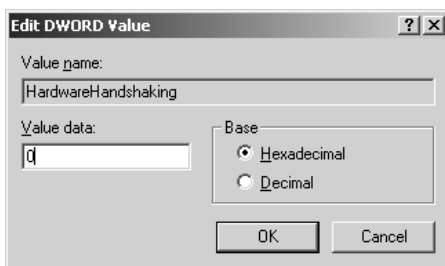 Edit DWORD Value
Value name:
HardwareHandshaking
Value data:
0
Base
Hexadecimal
Decimal
OK
Cancel